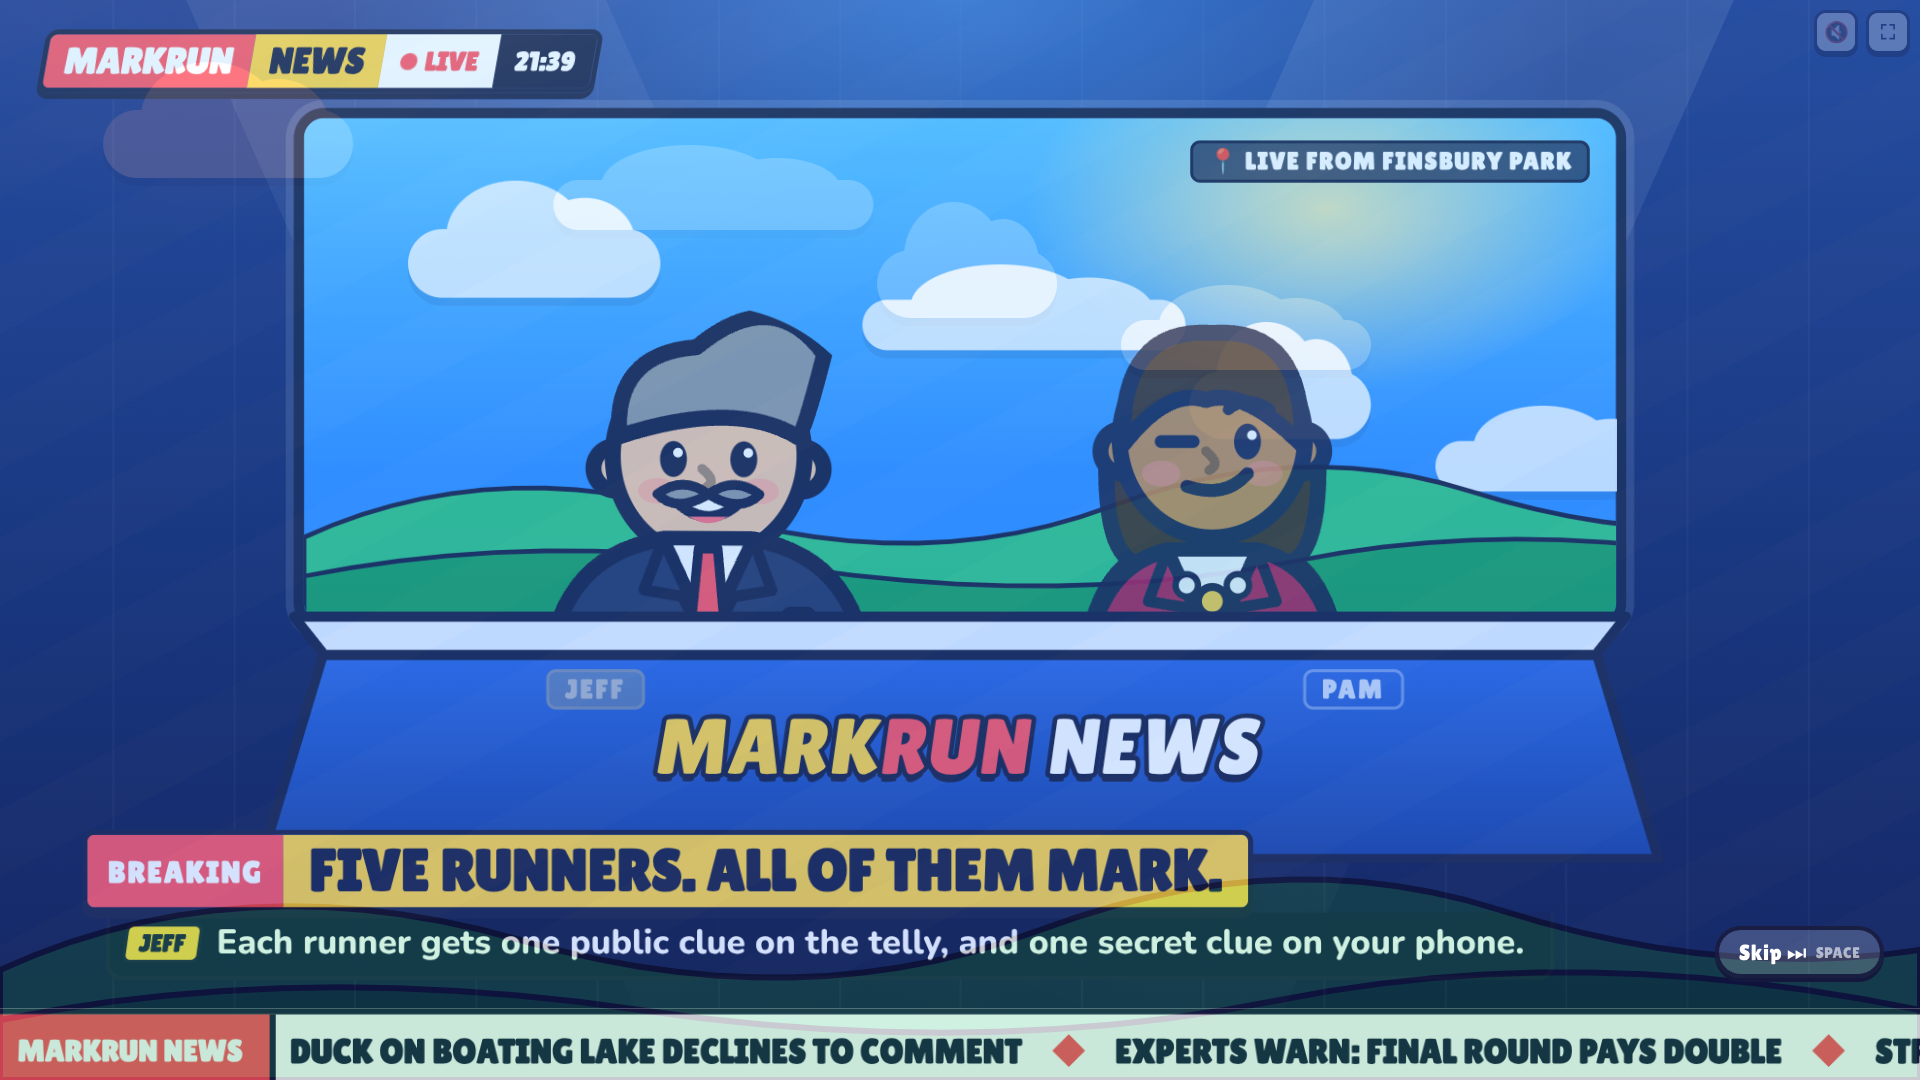 MARKRUN NEWS LIVE 21:39
LIVE FROM FINSBURY PARK
JEFF
PAM
MARKRUN NEWS
BREAKING
FIVE RUNNERS. ALL OF THEM MARK.
JEFF Each runner gets one public clue on the telly, and one secret clue on your phone.
Skip SPACE
MARKRUN NEWS DUCK ON BOATING LAKE DECLINES TO COMMENT EXPERTS WARN: FINAL ROUND PAYS DOUBLE